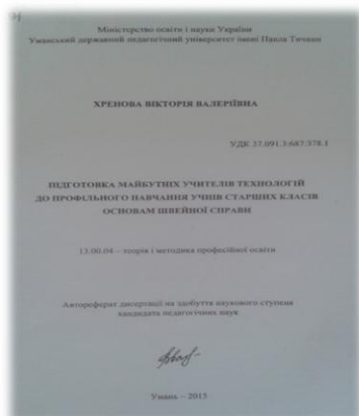 Міністерство освіти і науки України
Уманський державний педагогічний університет імені Павла Тичини
ХРЕНОВА ВІКТОРІЯ ВАЛЕРІЇВНА
УДК 37.091.3:687:378.1
ПІДГОТОВКА МАЙБУТНІХ УЧИТЕЛІВ ТЕХНОЛОГІЙ
ДО ПРОФІЛЬНОГО НАВЧАННЯ УЧНІВ СТАРШИХ КЛАСІВ
ОСНОВАМ ШВЕЙНОЇ СПРАВИ
13.00.04 – теорія і методика професійної освіти
Автореферат дисертації на здобуття наукового ступеня
кандидата педагогічних наук
Умань – 2015